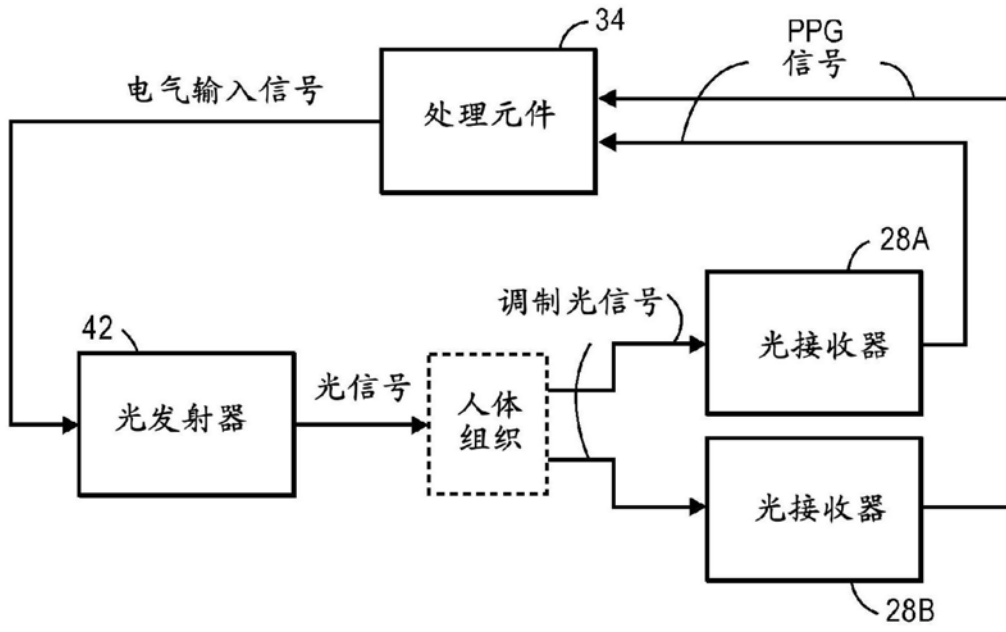 34
PPG
信号
电气输入信号
处理元件
28A
调制光信号
光接收器
42
光信号
光发射器
人体
组织
光接收器
28B